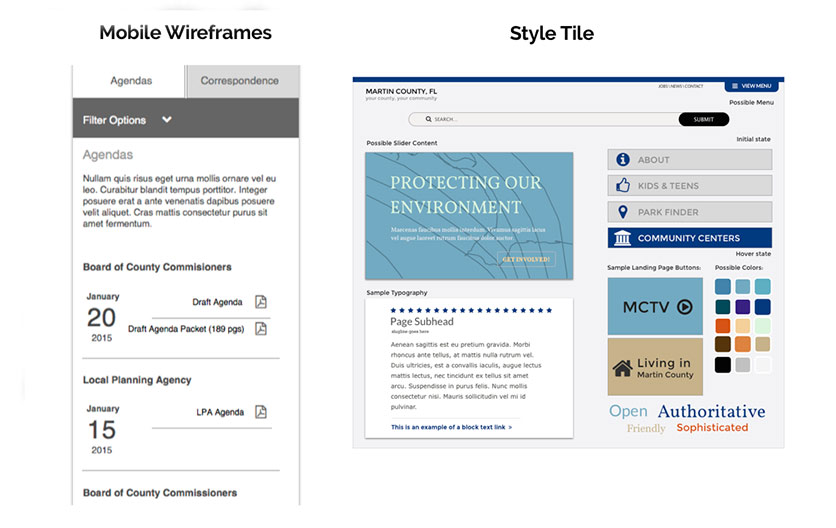 Mobile Wireframes
Agendas
Correspondence
Filter Options
Agendas
Nullam quis risus eget urna mollis ornare vel eu
leo. Curabitur blandit tempus porttitor. Integer
posuere erat a ante venenatis dapibus posuere
velit aliquet. Cras mattis consectetur purus sit
amet fermentum.
Board of County Commisioners
January
20
2015
Draft Agenda
Draft Agenda Packet (189 pgs)
Local Planning Agency
January
15
2015
LPA Agenda
Board of County Commissioners
Style Tile
MARTIN COUNTY, FL
your county, your community
JOBS \ NEWS \ CONTACT
VIEW MENU
Possible Menu
SEARCH...
SUBMIT
Possible Slider Content
PROTECTING OUR
ENVIRONMENT
Maecenas faucibus mollis interdum. Vivamus sagittis lacus
vel augue laoreet rutrum faucibus dolor auctor.
GET INVOLVED!
Sample Typography
Page Subhead
slugline goes here
Aenean sagittis est eu pretium gravida. Morbi
rhoncus ante tellus, at mattis nulla rutrum vel.
Duis ultricies, est a convallis iaculis, augue lectus
mattis lectus, nec tincidunt ex tellus sit amet
arcu. Suspendisse in purus felis. Nunc mollis
consectetur nisi. Mauris sollicitudin vel mi id
pulvinar.
This is an example of a block text link >
Initial state
ABOUT
KIDS & TEENS
PARK FINDER
COMMUNITY CENTERS
Hover state
Sample Landing Page Buttons:
Possible Colors:
MCTV
Living in
Martin County
Open
Authoritative
Friendly
Sophisticated